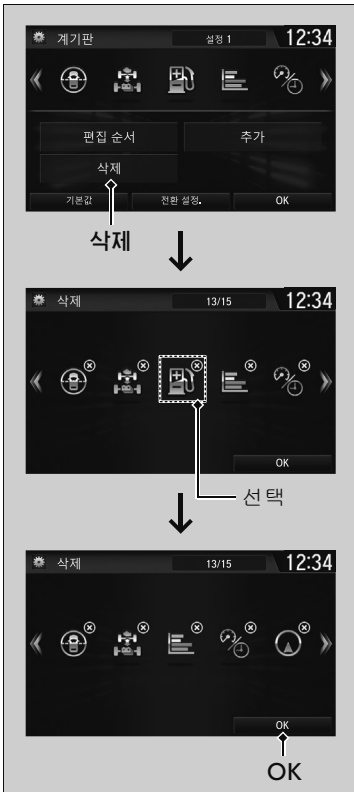 계기판 설정 1 12:34
편집 순서 추가
삭제
기본값 전환 설정. OK
삭제
삭제 13/15 12:34
OK
선택
삭제 13/15 12:34
OK
OK